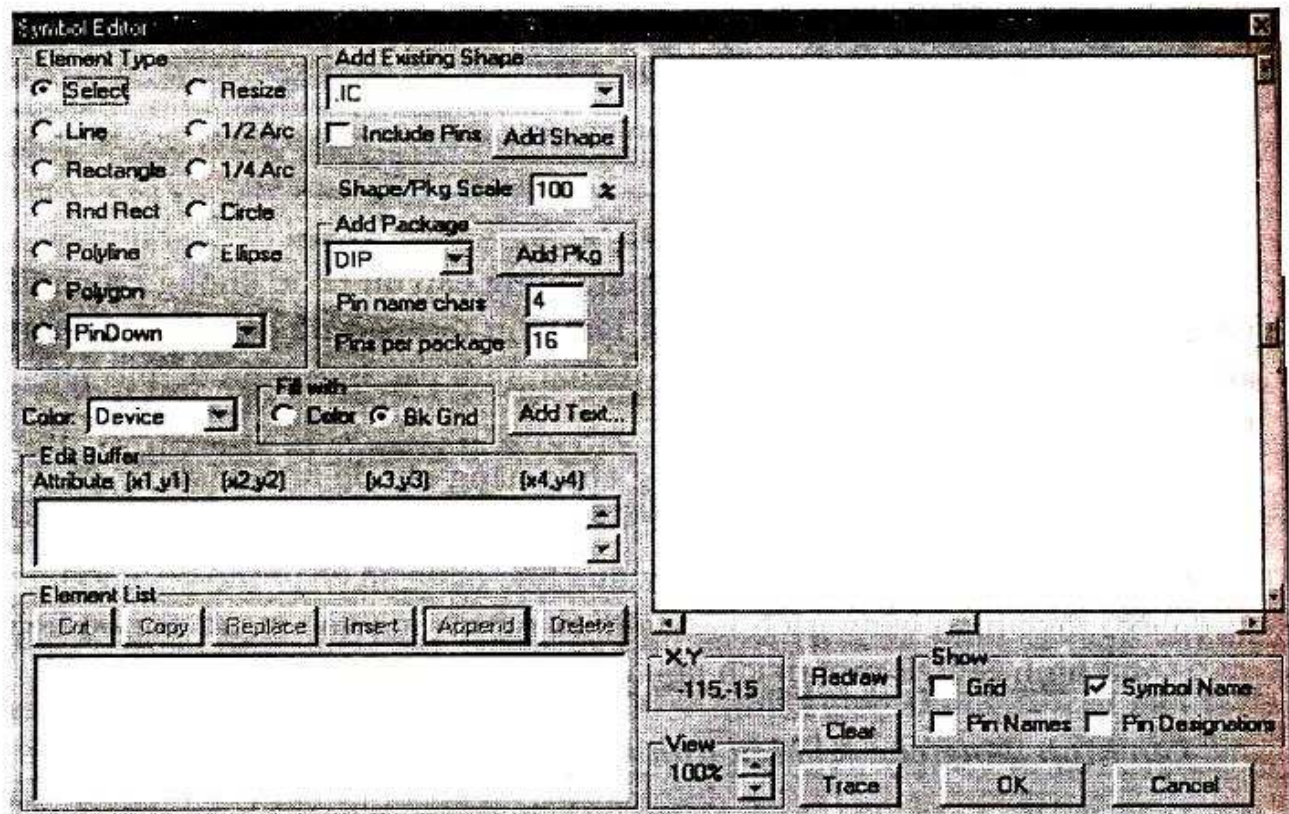 Symbol Editor
Element Type
Select
Resize
Line
1/2 Arc
Rectangle
1/4 Arc
Rnd Rect
Circle
Polyline
Ellipse
Polygon
PinDown
Add Existing Shape
.IC
Include Pins
Add Shape
Shape/Pkg Scale 100 %
Add Package
DIP
Add Pkg
Pin name chars 4
Pins per package 16
Color: Device
Fill with
Color
Bk Gnd
Add Text...
Edit Buffer
Attribute (x1,y1) (x2,y2) (x3,y3) (x4,y4)
Element List
Cut Copy Replace Insert Append Delete
X,Y
-115,-15
View
100%
Redraw
Clear
Trace
Show
Grid
Symbol Name
Pin Names
Pin Designations
OK
Cancel